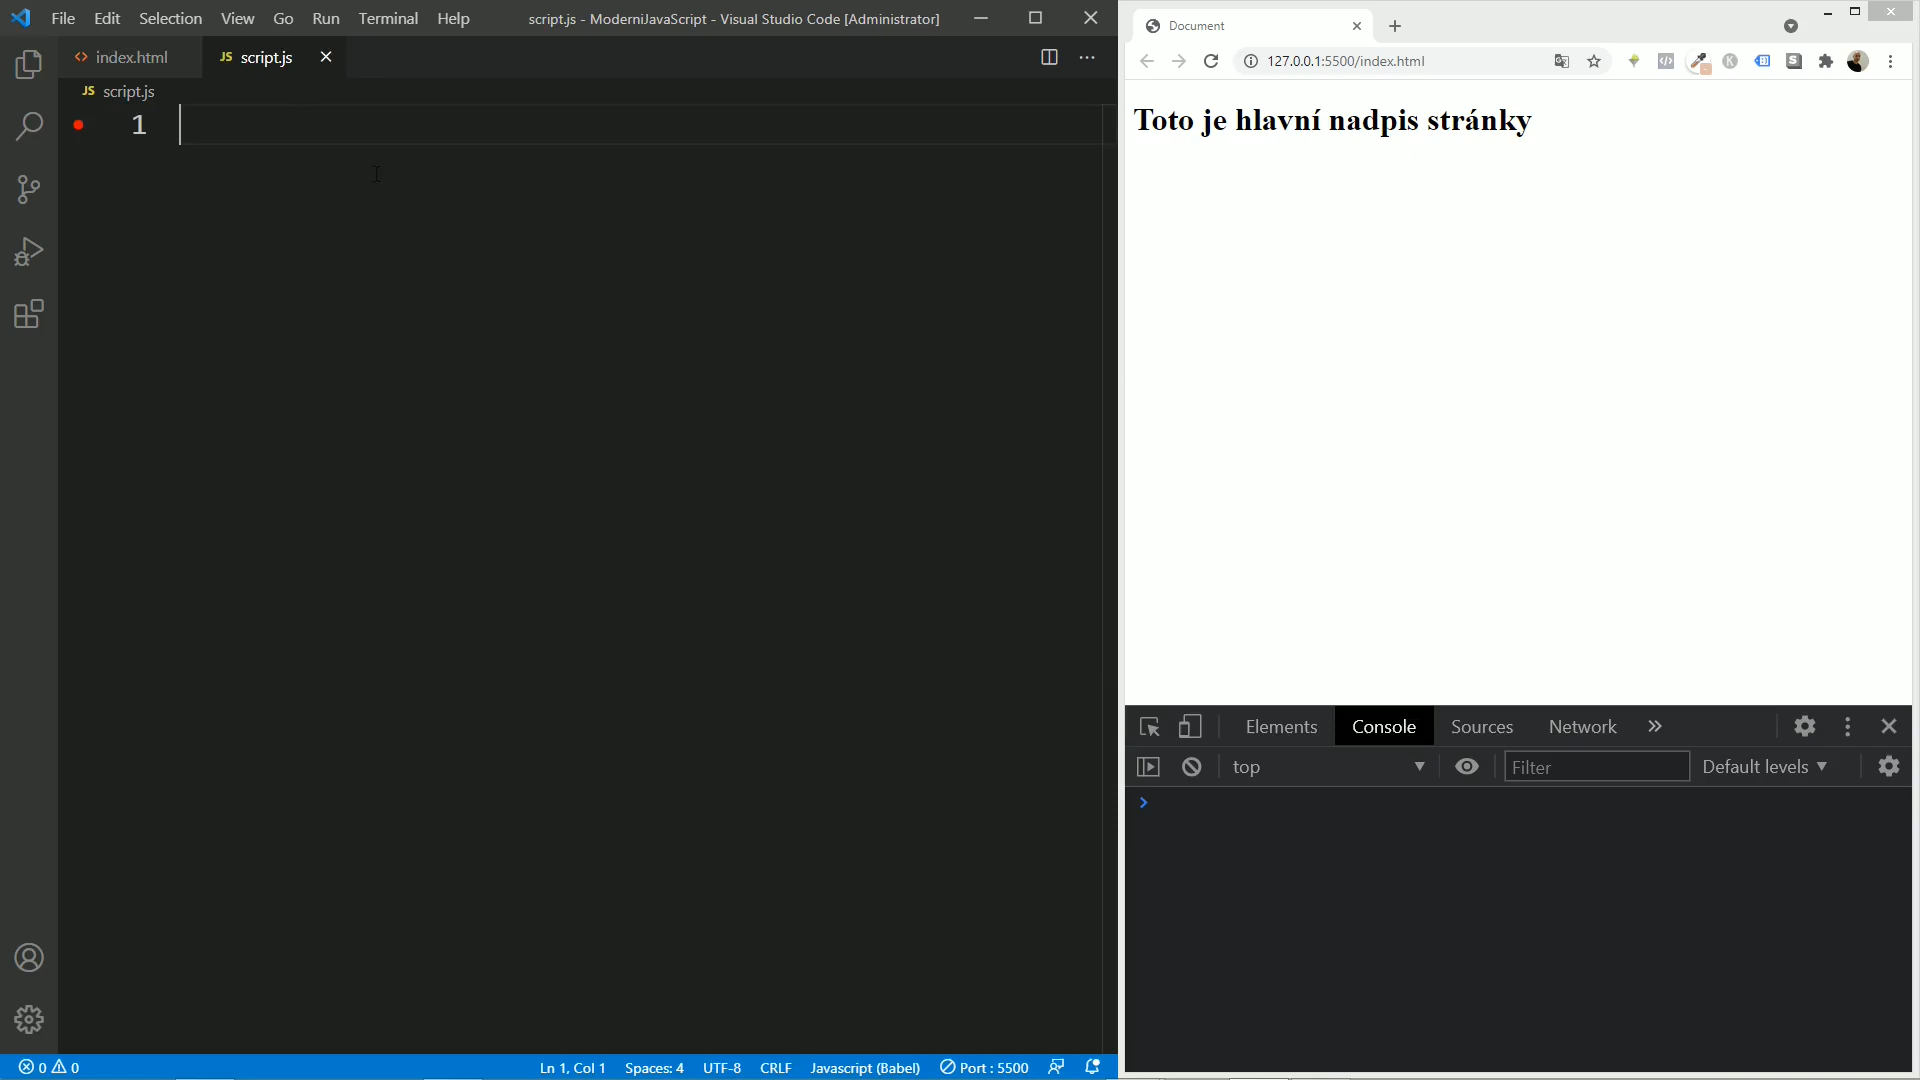 File Edit Selection View Go Run Terminal Help
script.js - ModerniJavaScript - Visual Studio Code [Administrator]
index.html
JS script.js
JS script.js
1
0 0
Ln 1, Col 1 Spaces: 4 UTF-8 CRLF Javascript (Babel) Port : 5500
Document
127.0.0.1:5500/index.html
Toto je hlavní nadpis stránky
Elements Console Sources Network
top Filter Default levels